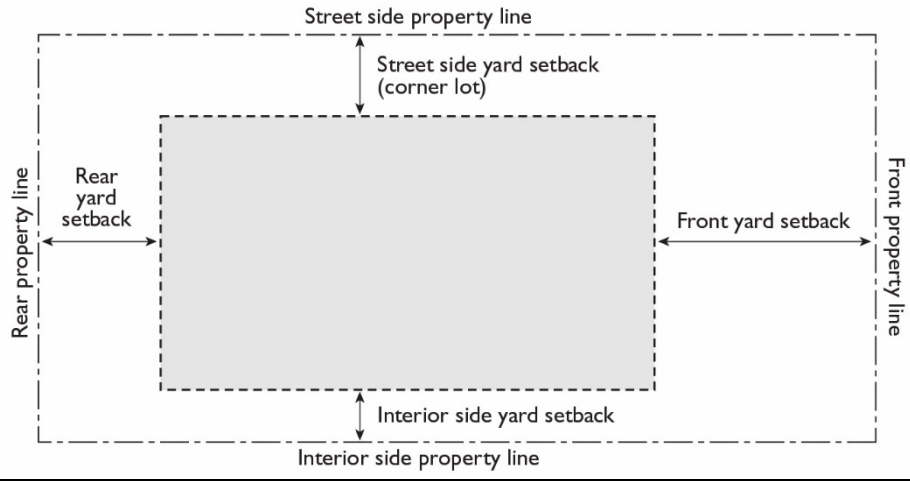 Street side property line
Street side yard setback
(corner lot)
Rear
yard
setback
Rear property line
Front yard setback
Front property line
Interior side yard setback
Interior side property line